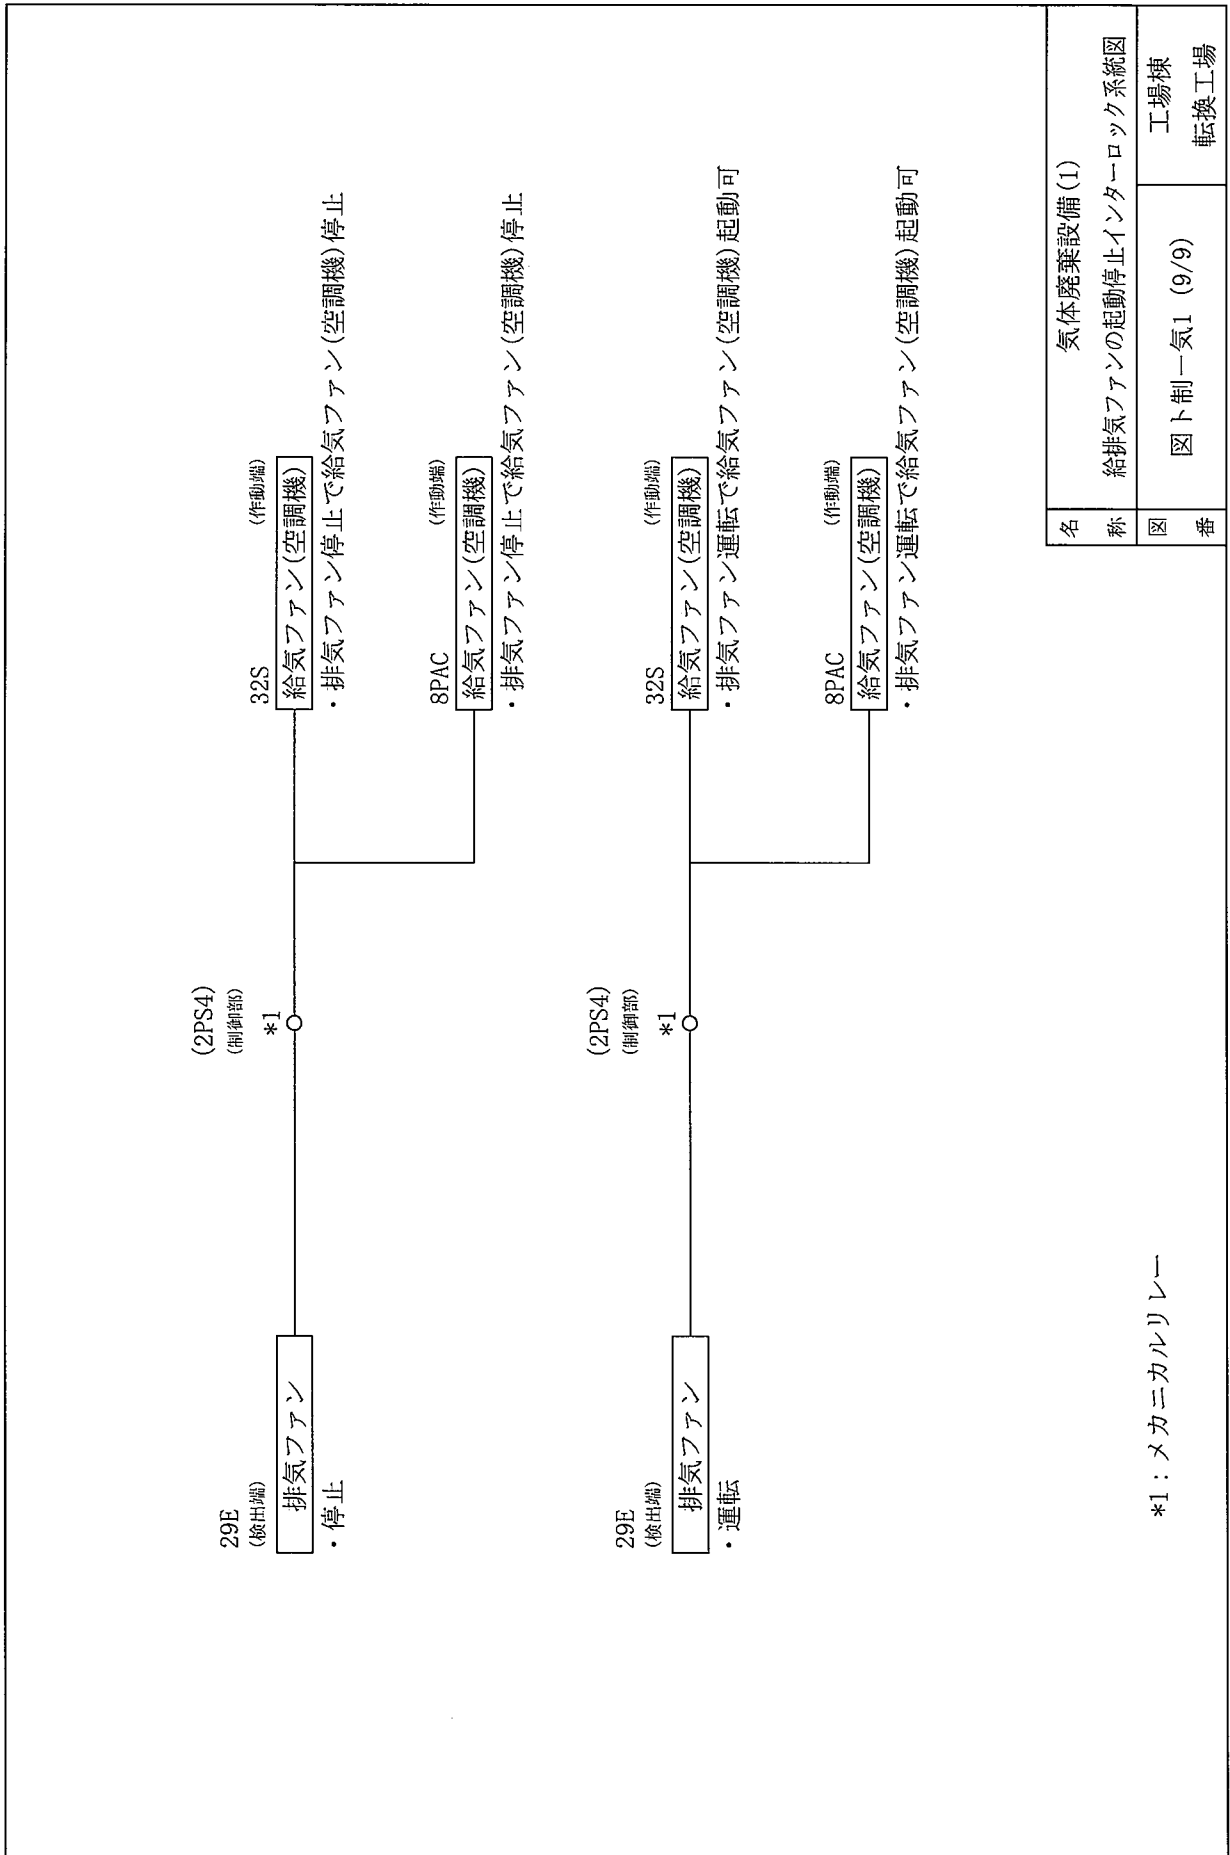 (2PS4)
(制御部)
29E
(検出端)
*1
32S
(作動端)
排気ファン
給気ファン(空調機)
・停止
・排気ファン停止で給気ファン(空調機)停止
8PAC
(作動端)
給気ファン(空調機)
・排気ファン停止で給気ファン(空調機)停止
(2PS4)
(制御部)
29E
(検出端)
*1
32S
(作動端)
排気ファン
給気ファン(空調機)
・運転
・排気ファン運転で給気ファン(空調機)起動可
8PAC
(作動端)
給気ファン(空調機)
・排気ファン運転で給気ファン(空調機)起動可
*1：メカニカルリレー
名称
気体廃棄設備(1)
給排気ファンの起動停止インターロック系統図
図番
図ト制－気1 (9/9)
工場棟
転換工場